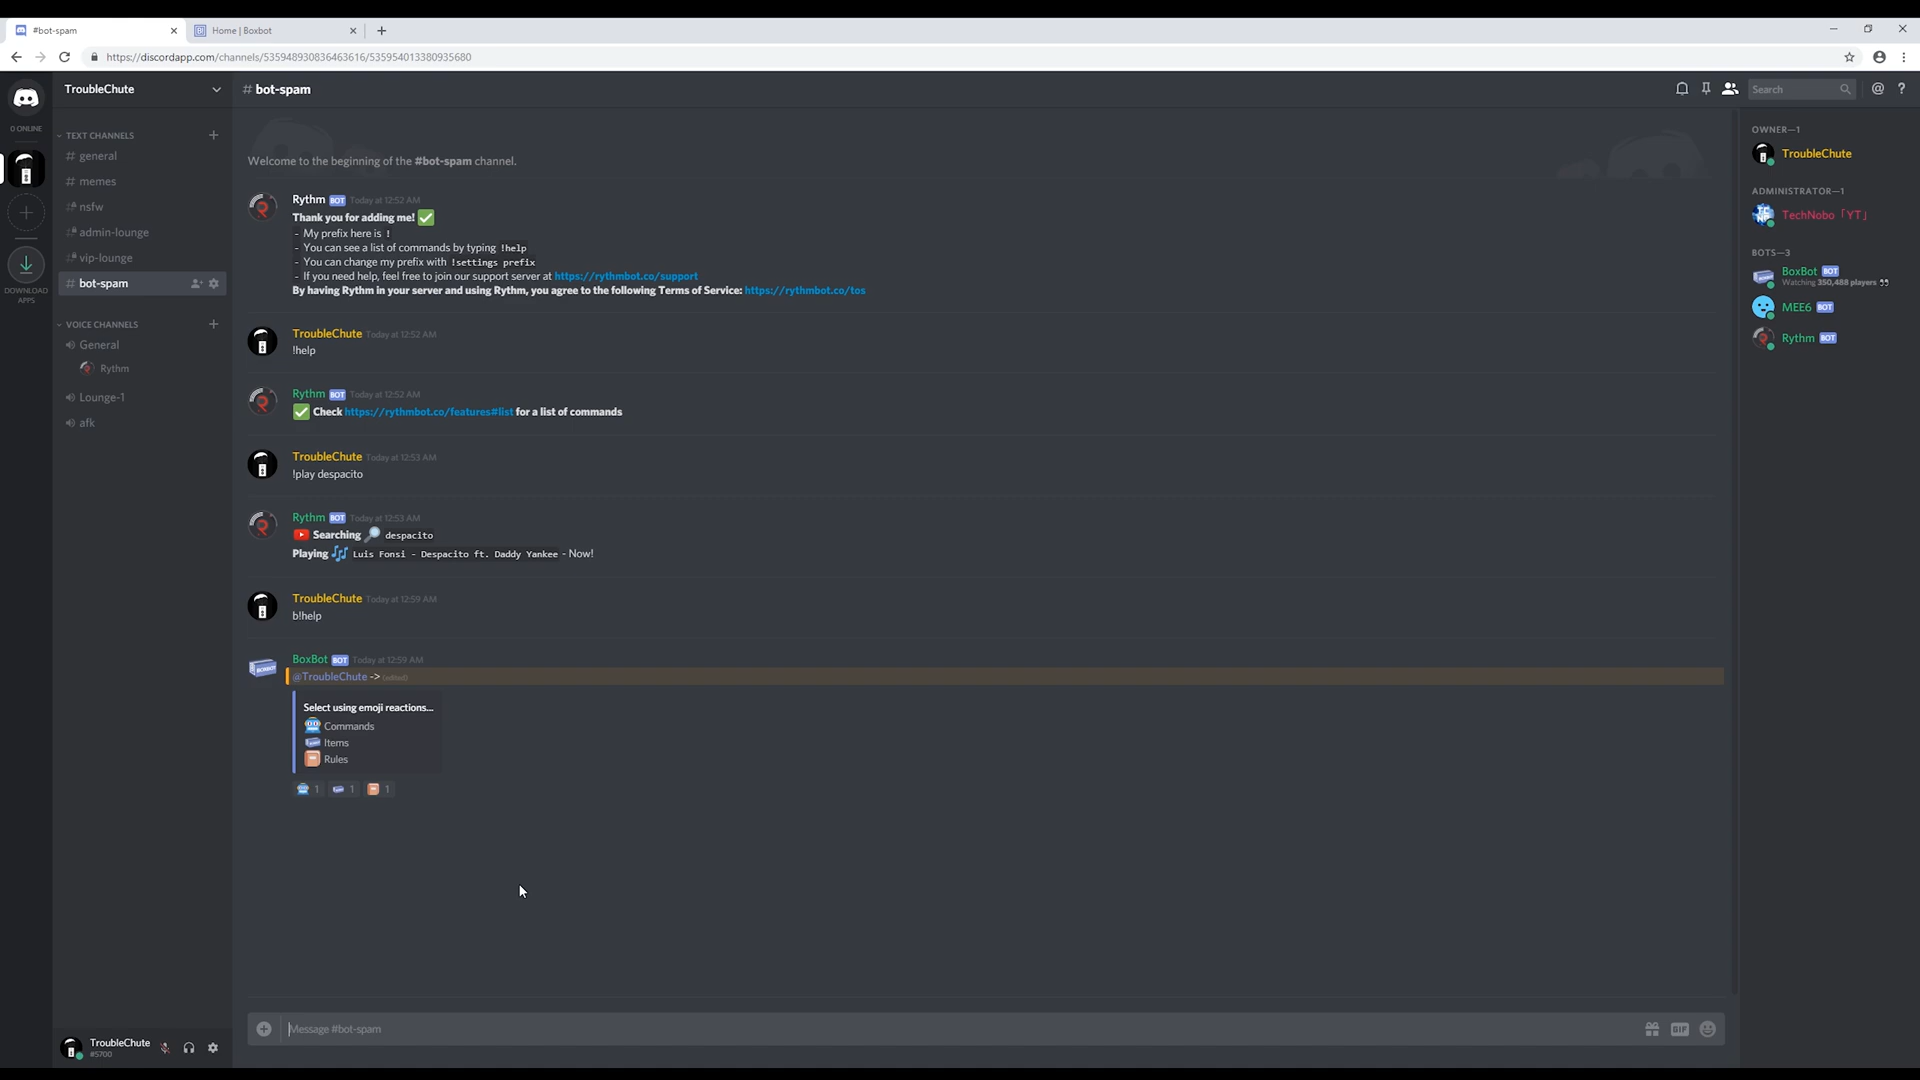 #bot-spam
Home | Boxbot
https://discordapp.com/channels/535948930836463616/535954013380935680
0 ONLINE
DOWNLOAD
APPS
TroubleChute
TEXT CHANNELS
# general
# memes
# nsfw
# admin-lounge
# vip-lounge
# bot-spam
VOICE CHANNELS
General
Rythm
Lounge-1
afk
TroubleChute
#5700
# bot-spam
Search
Welcome to the beginning of the #bot-spam channel.
Rythm BOT Today at 12:52 AM
Thank you for adding me! ✅
- My prefix here is !
- You can see a list of commands by typing !help
- You can change my prefix with !settings prefix
- If you need help, feel free to join our support server at https://rythmbot.co/support
By having Rythm in your server and using Rythm, you agree to the following Terms of Service: https://rythmbot.co/tos
TroubleChute Today at 12:52 AM
!help
Rythm BOT Today at 12:52 AM
✅ Check https://rythmbot.co/features#list for a list of commands
TroubleChute Today at 12:53 AM
!play despacito
Rythm BOT Today at 12:53 AM
Searching 🔎 despacito
Playing 🎶 Luis Fonsi - Despacito ft. Daddy Yankee - Now!
TroubleChute Today at 12:59 AM
b!help
BoxBot BOT Today at 12:59 AM
@TroubleChute -> (edited)
Select using emoji reactions...
Commands
Items
Rules
1 1 1
Message #bot-spam
GIF
OWNER—1
TroubleChute
ADMINISTRATOR—1
TechNobo「YT」
BOTS—3
BoxBot BOT
Watching 350,488 players 👀
MEE6 BOT
Rythm BOT